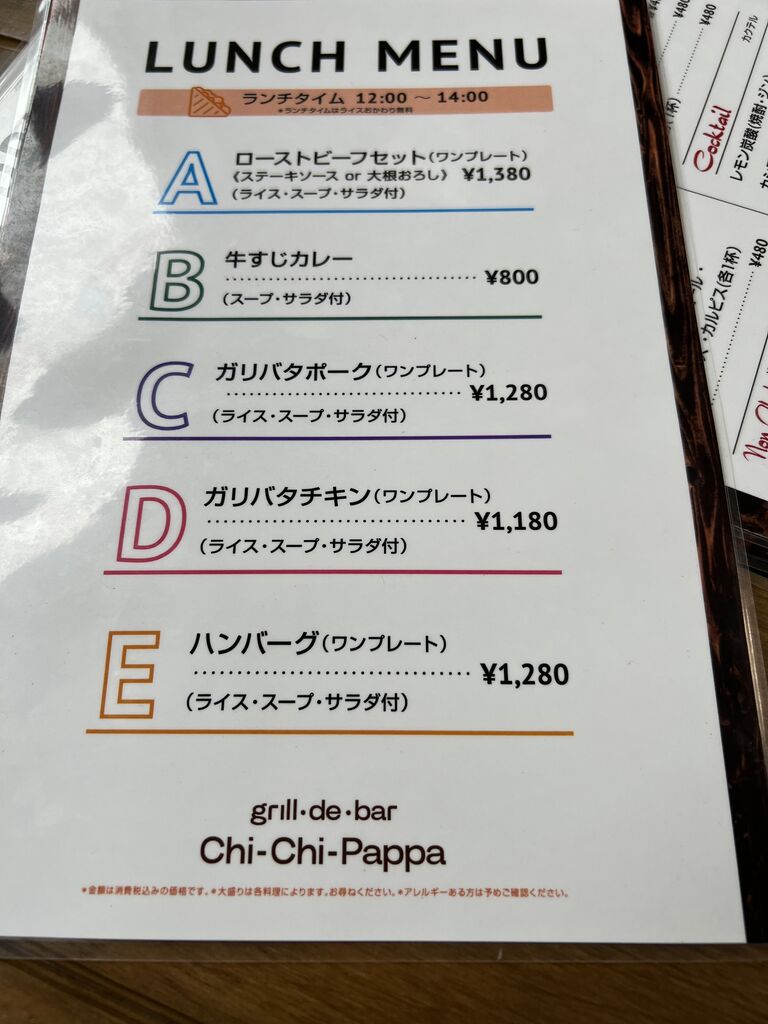 LUNCH MENU
ランチタイム 12:00 ～ 14:00
*ランチタイムはライスおかわり無料
A
ローストビーフセット(ワンプレート)
《ステーキソース or 大根おろし》 ¥1,380
(ライス・スープ・サラダ付)
B
牛すじカレー
¥800
(スープ・サラダ付)
C
ガリバタポーク(ワンプレート)
¥1,280
(ライス・スープ・サラダ付)
D
ガリバタチキン(ワンプレート)
¥1,180
(ライス・スープ・サラダ付)
E
ハンバーグ(ワンプレート)
¥1,280
(ライス・スープ・サラダ付)
grill・de・bar
Chi-Chi-Pappa
*金額は消費税込みの価格です。*大盛りは各料理によります。お尋ねください。*アレルギーある方は予めご確認ください。
¥480
¥480
Cocktail
カクテル
レモン炭酸(焼酎・ジン
カルピス(各1杯)
¥480
Non